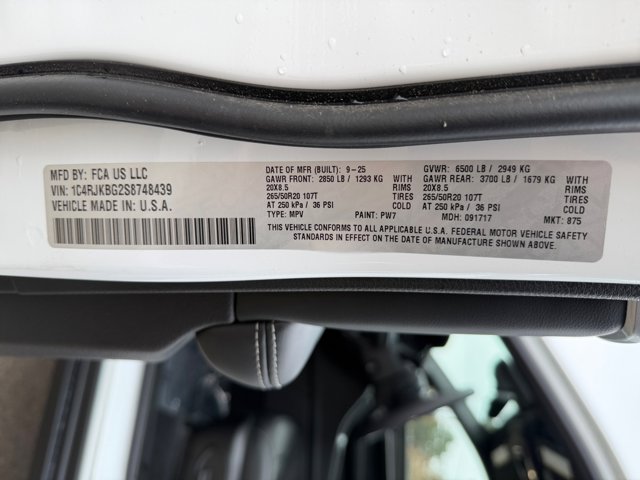 MFD BY: FCA US LLC
VIN: 1C4RJKBG2S8748439
VEHICLE MADE IN: U.S.A.
DATE OF MFR (BUILT): 9-25
GAWR FRONT: 2850 LB / 1293 KG WITH
20X8.5 RIMS
265/50R20 107T TIRES
AT 250 kPa / 36 PSI COLD
TYPE: MPV PAINT: PW7
GVWR: 6500 LB / 2949 KG
GAWR REAR: 3700 LB / 1679 KG WITH
20X8.5 RIMS
265/50R20 107T TIRES
AT 250 kPa / 36 PSI COLD
MDH: 091717 MKT: 875
THIS VEHICLE CONFORMS TO ALL APPLICABLE U.S.A. FEDERAL MOTOR VEHICLE SAFETY
STANDARDS IN EFFECT ON THE DATE OF MANUFACTURE SHOWN ABOVE.